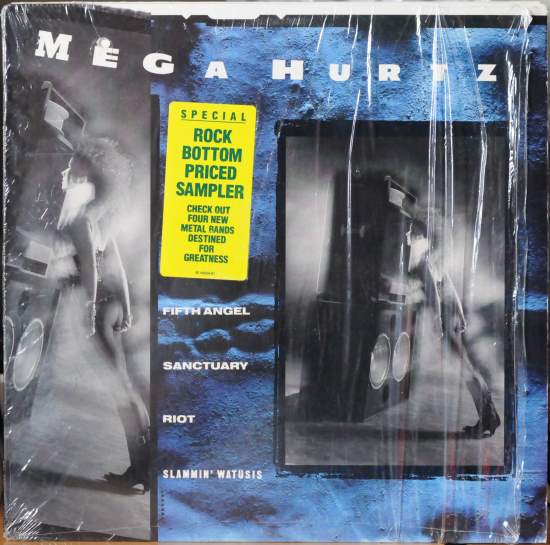 MEGA HURTZ
SPECIAL
ROCK
BOTTOM
PRICED
SAMPLER
CHECK OUT
FOUR NEW
METAL BANDS
DESTINED
FOR
GREATNESS
FIFTH ANGEL
SANCTUARY
RIOT
SLAMMIN' WATUSIS